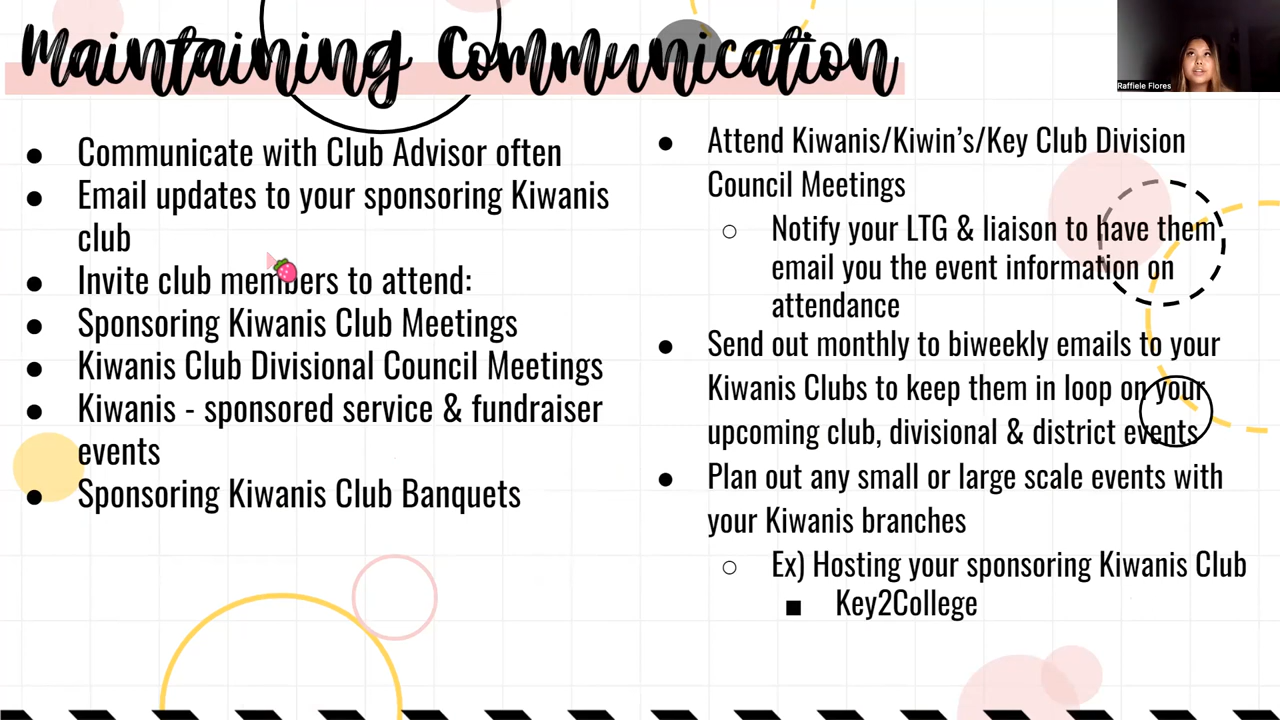 Maintaining Communication
Raffiele Flores
● Communicate with Club Advisor often
● Email updates to your sponsoring Kiwanis
club
● Invite club members to attend:
● Sponsoring Kiwanis Club Meetings
● Kiwanis Club Divisional Council Meetings
● Kiwanis - sponsored service & fundraiser
events
● Sponsoring Kiwanis Club Banquets
● Attend Kiwanis/Kiwin’s/Key Club Division
Council Meetings
○ Notify your LTG & liaison to have them
email you the event information on
attendance
● Send out monthly to biweekly emails to your
Kiwanis Clubs to keep them in loop on your
upcoming club, divisional & district events
● Plan out any small or large scale events with
your Kiwanis branches
○ Ex) Hosting your sponsoring Kiwanis Club
■ Key2College